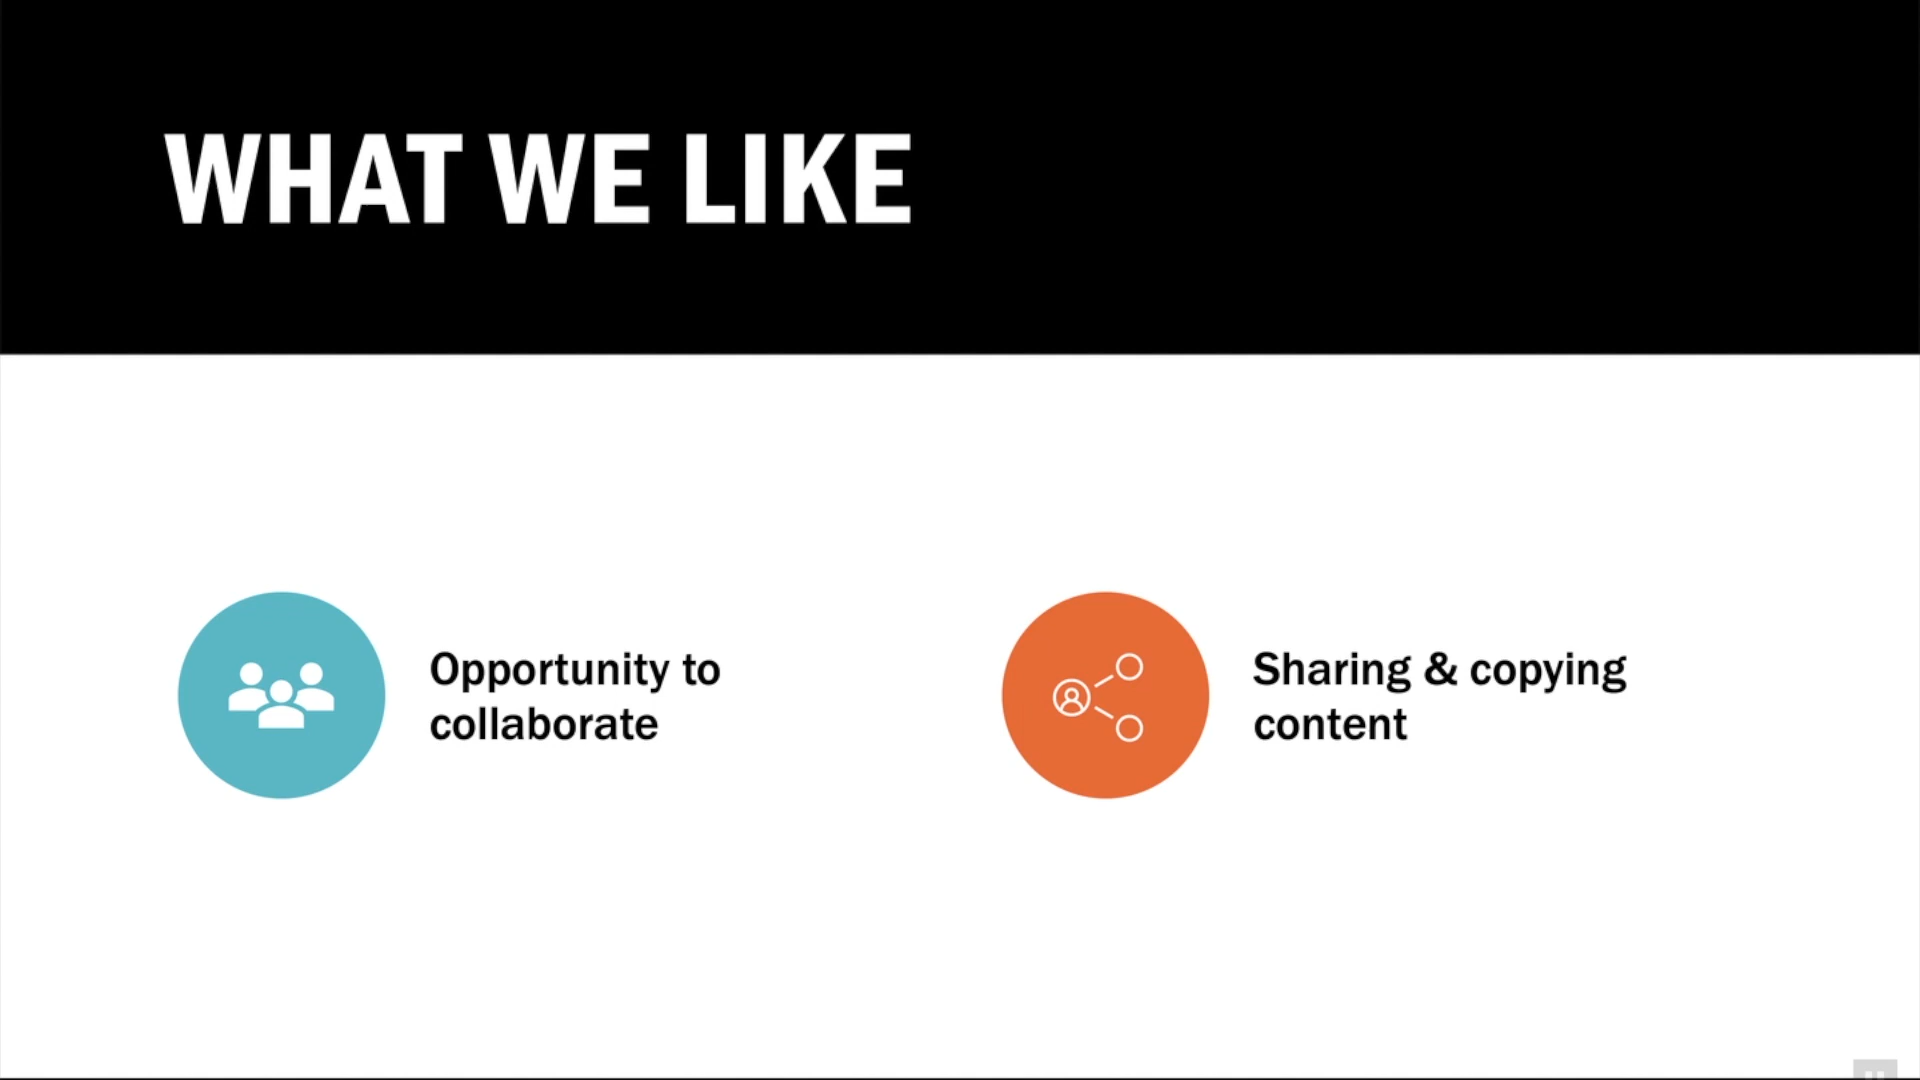 WHAT WE LIKE
Opportunity to
collaborate
Sharing & copying
content